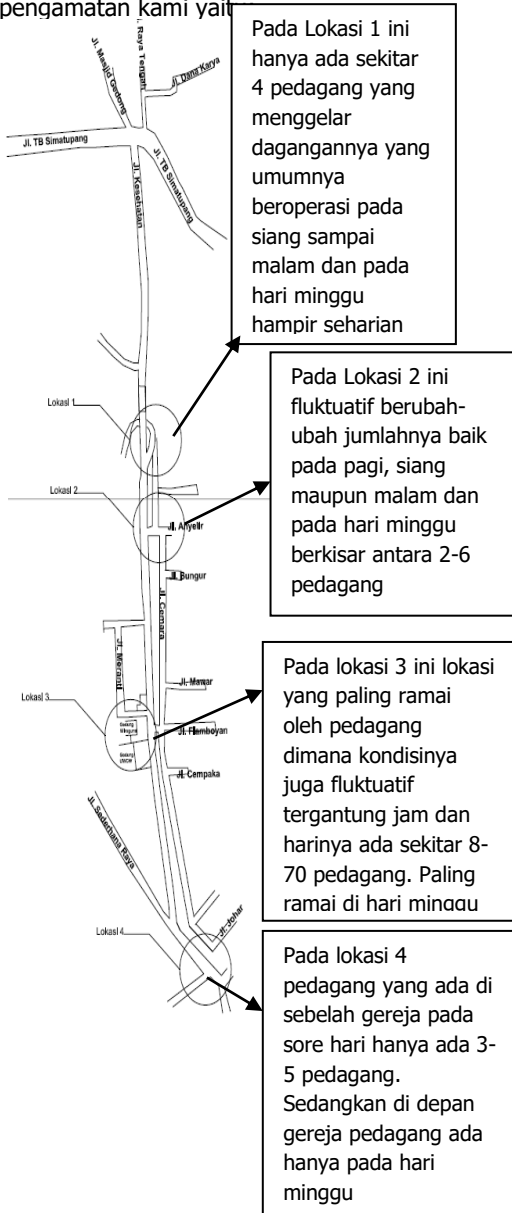 pengamatan kami
Pada Lokasi 1 ini
hanya ada sekitar
4 pedagang yang
menggelar
dagangannya yang
umumnya
beroperasi pada
siang sampai
malam dan pada
hari minggu
hampir seharian
Jl. Masjid Gedong
Jl. Raya Tengah
Jl. Dana Karya
Jl. TB Simatupang
Jl. TB Simatupang
Jl. Kesehatan
Lokasi 1
Pada Lokasi 2 ini
fluktuatif berubah-
ubah jumlahnya baik
pada pagi, siang
maupun malam dan
pada hari minggu
berkisar antara 2-6
pedagang
Lokasi 2
Jl. Anyelir
Jl. Bungur
Jl. Cemara
Jl. Meranti
Jl. Mawar
Lokasi 3
Jl. Flamboyan
Jl. Cempaka
Pada lokasi 3 ini lokasi
yang paling ramai
oleh pedagang
dimana kondisinya
juga fluktuatif
tergantung jam dan
harinya ada sekitar 8-
70 pedagang. Paling
ramai di hari minggu
Jl. Sederhana Raya
Jl. Johar
Lokasi 4
Pada lokasi 4
pedagang yang ada di
sebelah gereja pada
sore hari hanya ada 3-
5 pedagang.
Sedangkan di depan
gereja pedagang ada
hanya pada hari
minggu